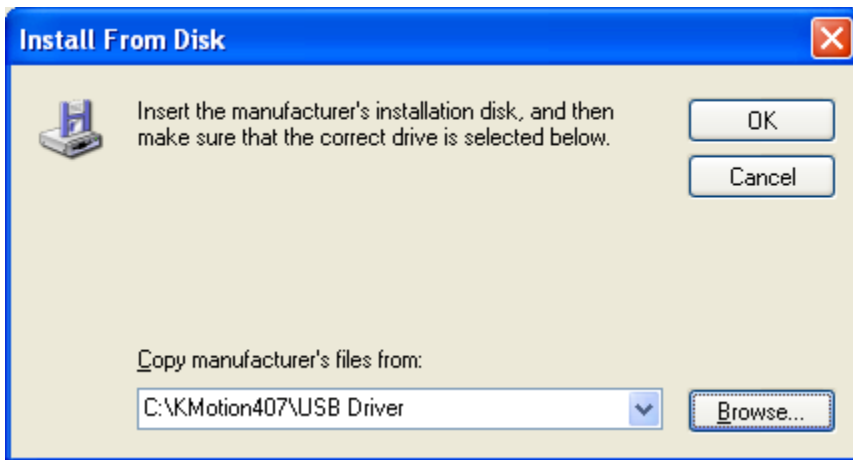 Install From Disk
Insert the manufacturer's installation disk, and then
make sure that the correct drive is selected below.
OK
Cancel
Copy manufacturer's files from:
C:\KMotion407\USB Driver
Browse...